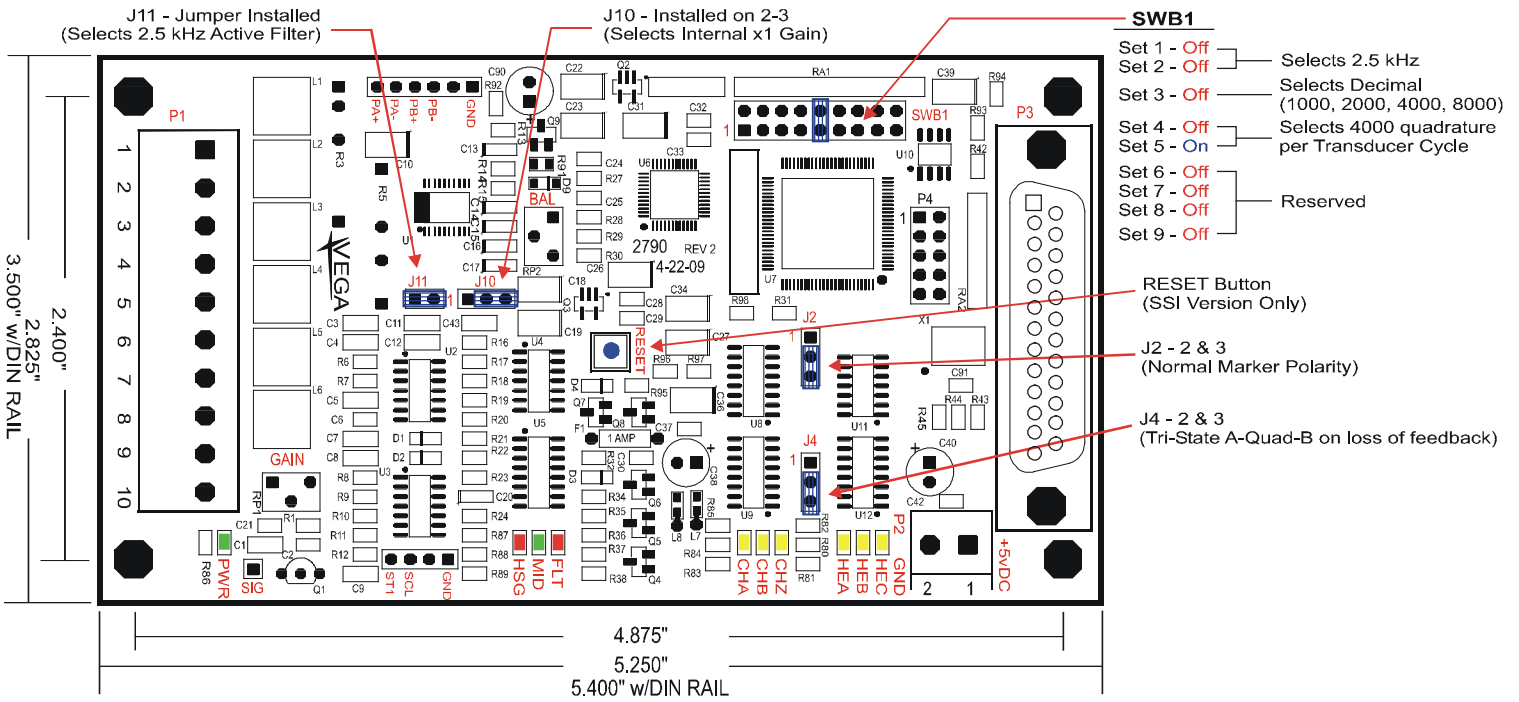 J11 - Jumper Installed
(Selects 2.5 kHz Active Filter)
J10 - Installed on 2-3
(Selects Internal x1 Gain)
SWB1
Set 1 - Off
Set 2 - Off
Selects 2.5 kHz
Set 3 - Off
Selects Decimal
(1000, 2000, 4000, 8000)
Set 4 - Off
Set 5 - On
Selects 4000 quadrature
per Transducer Cycle
Set 6 - Off
Set 7 - Off
Set 8 - Off
Set 9 - Off
Reserved
RESET Button
(SSI Version Only)
J2 - 2 & 3
(Normal Marker Polarity)
J4 - 2 & 3
(Tri-State A-Quad-B on loss of feedback)
3.500" w/DIN RAIL
2.825"
2.400"
P1
1
2
3
4
5
6
7
8
9
10
L1
L2
L3
L4
L5
L6
R3
R5
PA+
PA-
PB+
PB-
GND
C10
VEGA
C90
R92
C22
C23
Q2
C31
C32
RA1
C39
R94
R93
R42
SWB1
1
U10
P3
P4
1
Q9
R13
C13
R14
R15
C14
C15
C16
C17
R91
D9
BAL
C24
R27
C25
R28
R29
R30
U6
C33
2790 REV 2
4-22-09
U7
RA2
X1
J11
1
J10
RP2
C18
Q3
C26
C28
C29
C34
R98
R31
C3
C4
C11
C12
C43
C19
RESET
C27
J2
1
R6
R7
C5
C6
C7
C8
U2
R16
R17
R18
R19
R20
R21
R22
R23
U4
U5
D4
Q7
Q8
R95
R96
R97
C36
F1
1 AMP
C37
C38
U8
U11
C91
R45
R44
R43
C40
C42
D1
D2
U3
D3
R32
C30
J4
1
GAIN
RP1
R8
R9
R10
R11
R12
C20
R24
R87
R88
R89
R34
R35
R36
R37
R38
Q6
Q5
Q4
L8
L7
R85
R84
R83
U9
U12
R82
R80
R81
P2
C21
R1
C1
C2
R86
PWR
SIG
Q1
C9
ST1
SCL
GND
HSG
MID
FLT
CHA
CHB
CHZ
HEA
HEB
HEC
GND
+5vDC
2
1
4.875"
5.250"
5.400" w/DIN RAIL